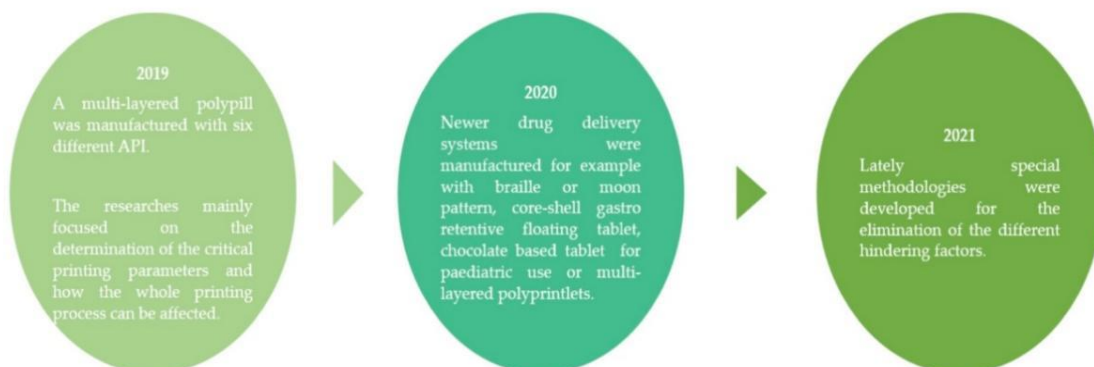 2019
A multi-layered polypill
was manufactured with six
different API.
The researches mainly
focused on the
determination of the critical
printing parameters and
how the whole printing
process can be affected.
2020
Newer drug delivery
systems were
manufactured for example
with braille or moon
pattern, core-shell gastro
retentive floating tablet,
chocolate based tablet for
paediatric use or multi-
layered polyprintlets.
2021
Lately special
methodologies were
developed for the
elimination of the different
hindering factors.